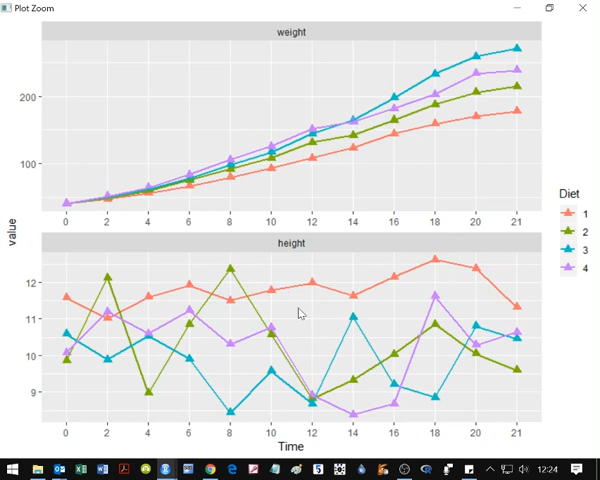 Plot Zoom
weight
200
100
0 2 4 6 8 10 12 14 16 18 20 21
value
height
12
11
10
9
0 2 4 6 8 10 12 14 16 18 20 21
Time
Diet
1
2
3
4
12:24